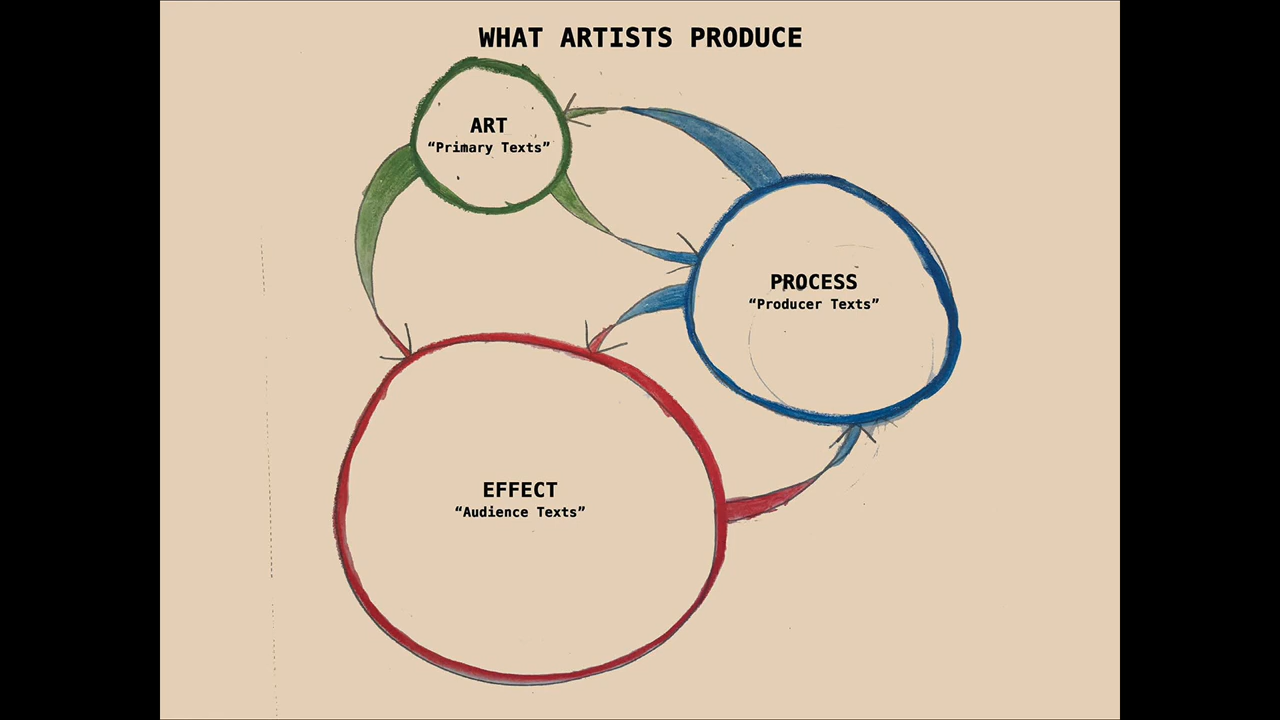 WHAT ARTISTS PRODUCE
ART
“Primary Texts”
PROCESS
“Producer Texts”
EFFECT
“Audience Texts”